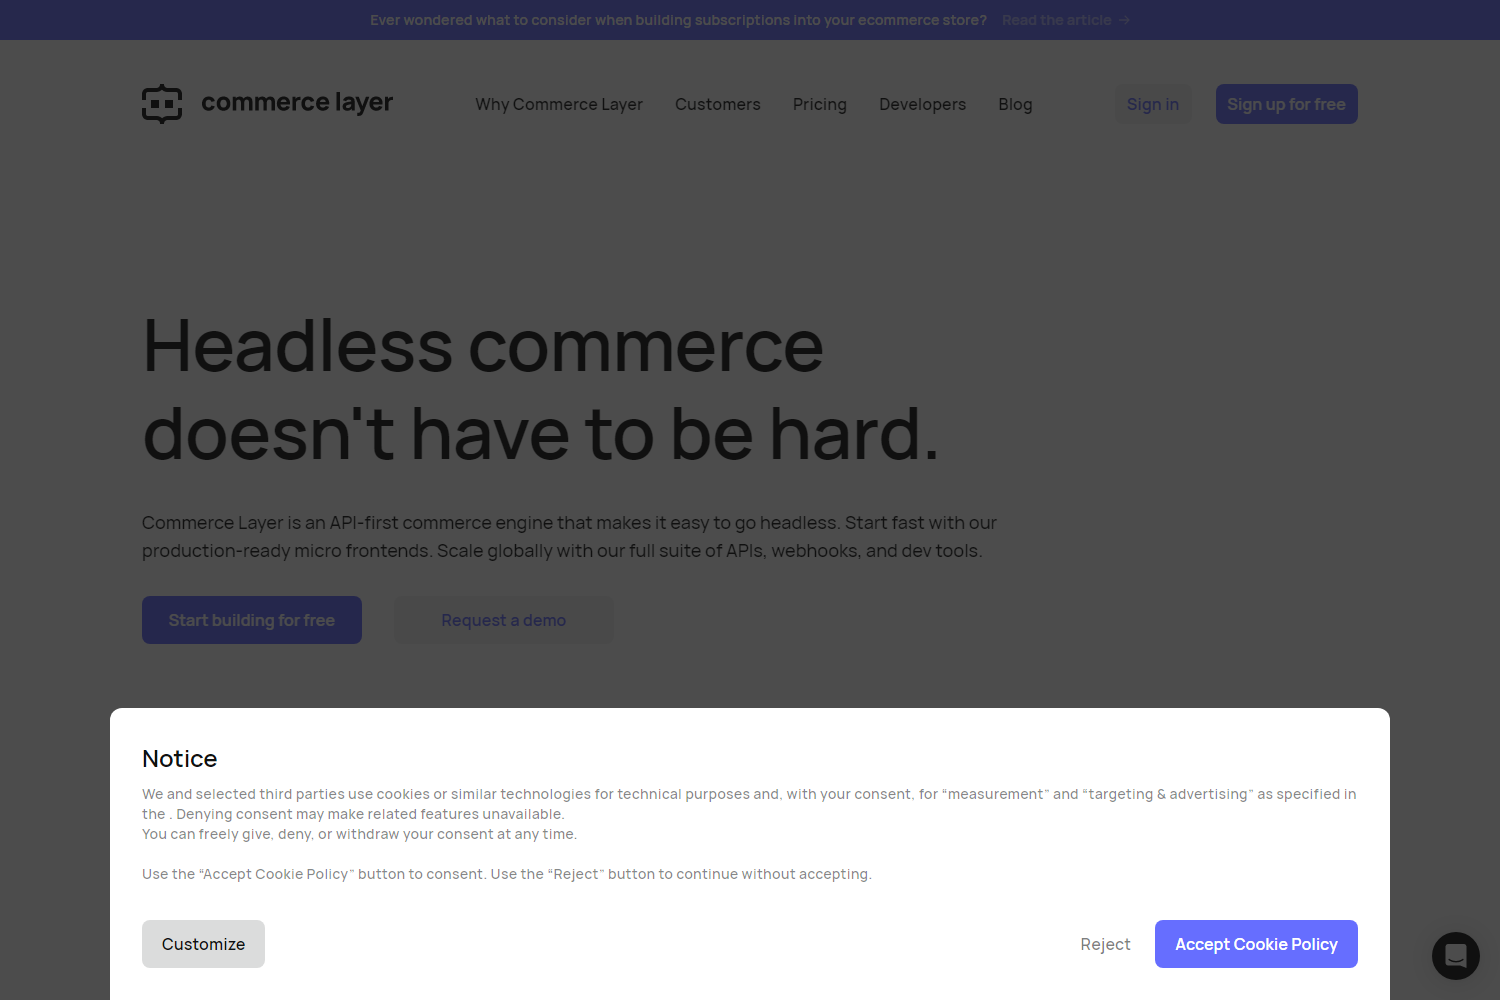 Ever wondered what to consider when building subscriptions into your ecommerce store? Read the article →
commerce layer
Why Commerce Layer Customers Pricing Developers Blog Sign in Sign up for free
Headless commerce
doesn't have to be hard.
Commerce Layer is an API-first commerce engine that makes it easy to go headless. Start fast with our
production-ready micro frontends. Scale globally with our full suite of APIs, webhooks, and dev tools.
Start building for free Request a demo
Notice
We and selected third parties use cookies or similar technologies for technical purposes and, with your consent, for “measurement” and “targeting & advertising” as specified in
the . Denying consent may make related features unavailable.
You can freely give, deny, or withdraw your consent at any time.
Use the “Accept Cookie Policy” button to consent. Use the “Reject” button to continue without accepting.
Customize Reject Accept Cookie Policy